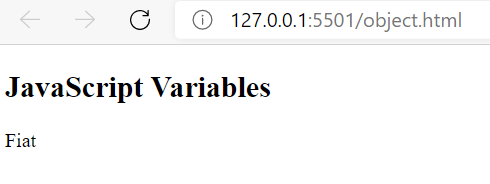 127.0.0.1:5501/object.html
JavaScript Variables
Fiat